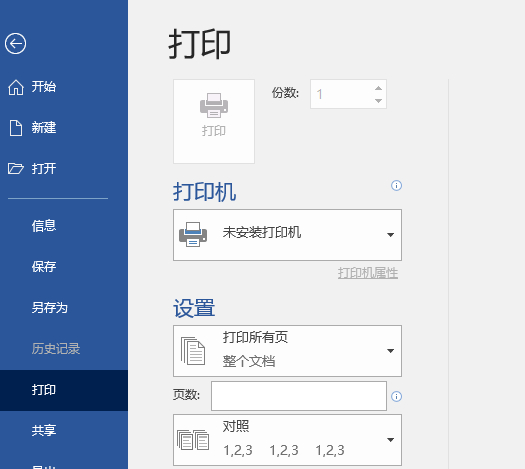 打印
开始
新建
打开
信息
保存
另存为
历史记录
打印
共享
打印
份数: 1
打印机
未安装打印机
打印机属性
设置
打印所有页
整个文档
页数:
对照
1,2,3 1,2,3 1,2,3